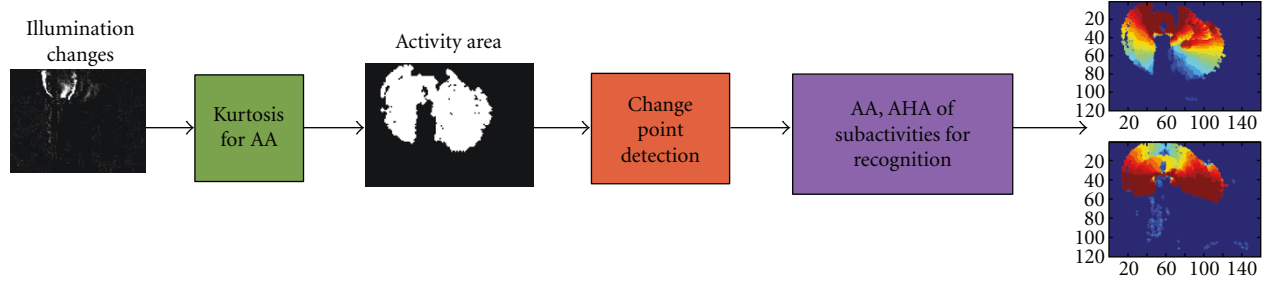 Illumination
changes
Kurtosis
for AA
Activity area
Change
point
detection
AA, AHA of
subactivities for
recognition
20
40
60
80
100
120
20 60 100 140
20
40
60
80
100
120
20 60 100 140